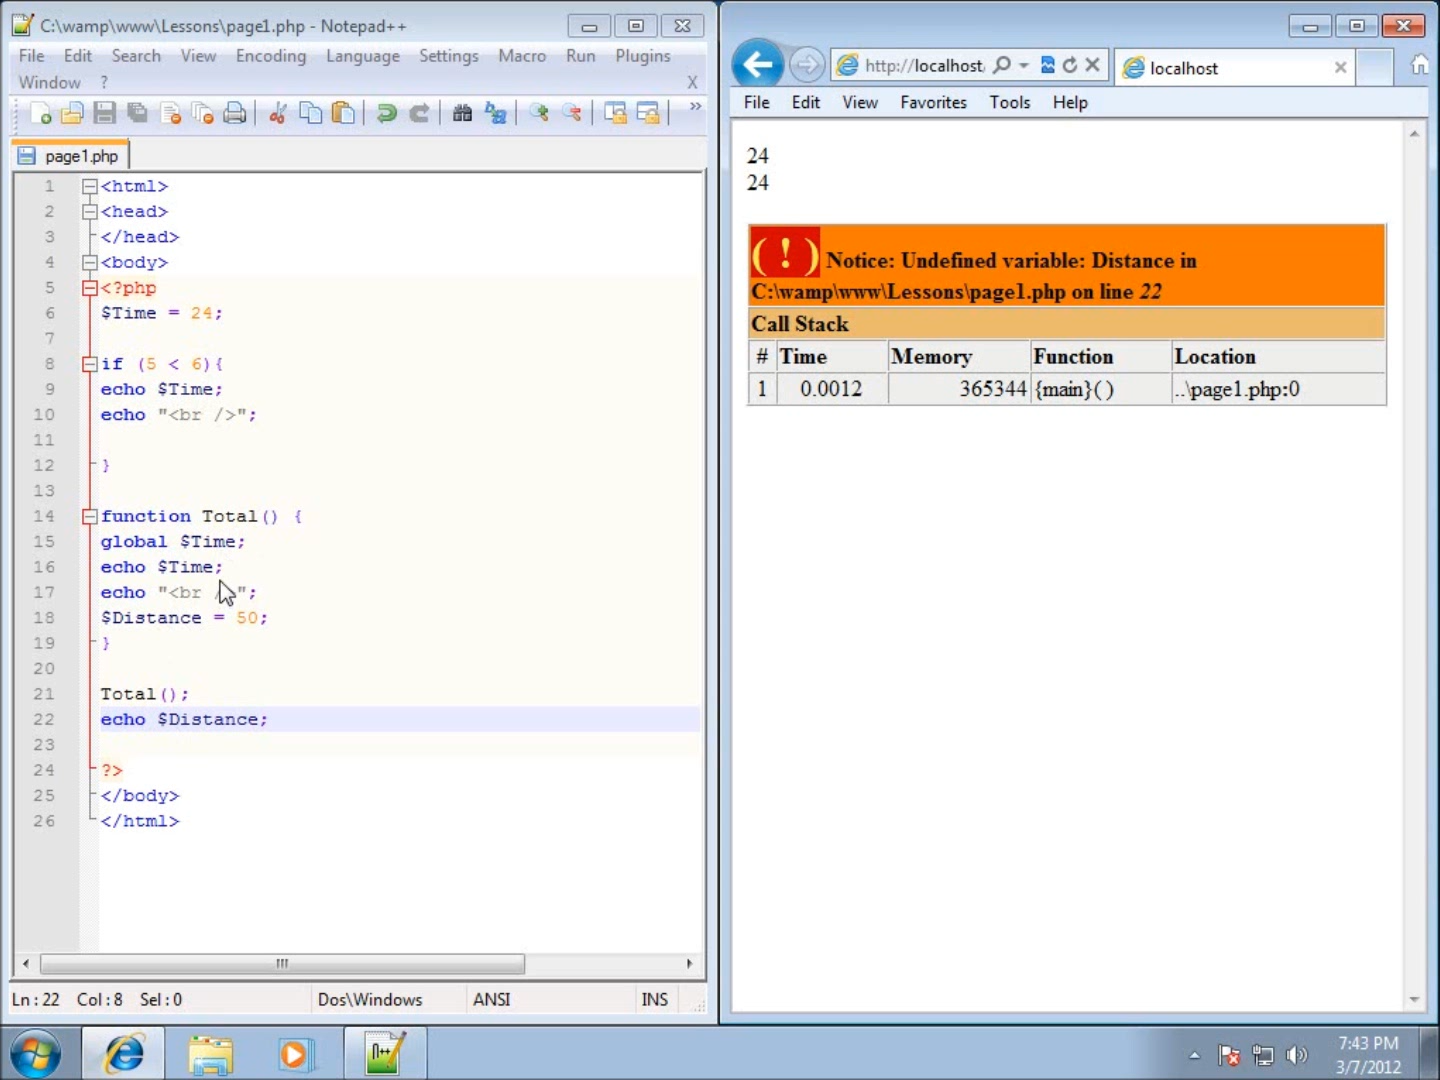 C:\wamp\www\Lessons\page1.php - Notepad++
File Edit Search View Encoding Language Settings Macro Run Plugins
Window ? X
page1.php
1 <html>
2 <head>
3 </head>
4 <body>
5 <?php
6 $Time = 24;
7
8 if (5 < 6){
9 echo $Time;
10 echo "<br />";
11
12 }
13
14 function Total() {
15 global $Time;
16 echo $Time;
17 echo "<br /";
18 $Distance = 50;
19 }
20
21 Total();
22 echo $Distance;
23
24 ?>
25 </body>
26 </html>
Ln : 22 Col : 8 Sel : 0 Dos\Windows ANSI INS
http://localhost
localhost
File Edit View Favorites Tools Help
24
24
( ! ) Notice: Undefined variable: Distance in
C:\wamp\www\Lessons\page1.php on line 22
Call Stack
# Time Memory Function Location
1 0.0012 365344 {main}( ) ..\page1.php:0
7:43 PM
3/7/2012